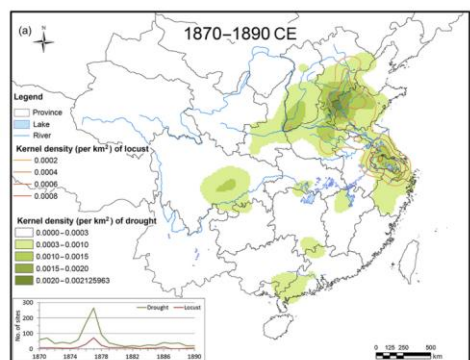 (a)
N
1870–1890 CE
Legend
Province
Lake
River
Kernel density (per km²) of locust
0.0002
0.0004
0.0006
0.0008
Kernel density (per km²) of drought
0.0000–0.0003
0.0003–0.0010
0.0010–0.0015
0.0015–0.0020
0.0020–0.002125963
No. of sites
300
200
100
0
Drought
Locust
1870 1874 1878 1882 1886 1890
0 125 250 500
km